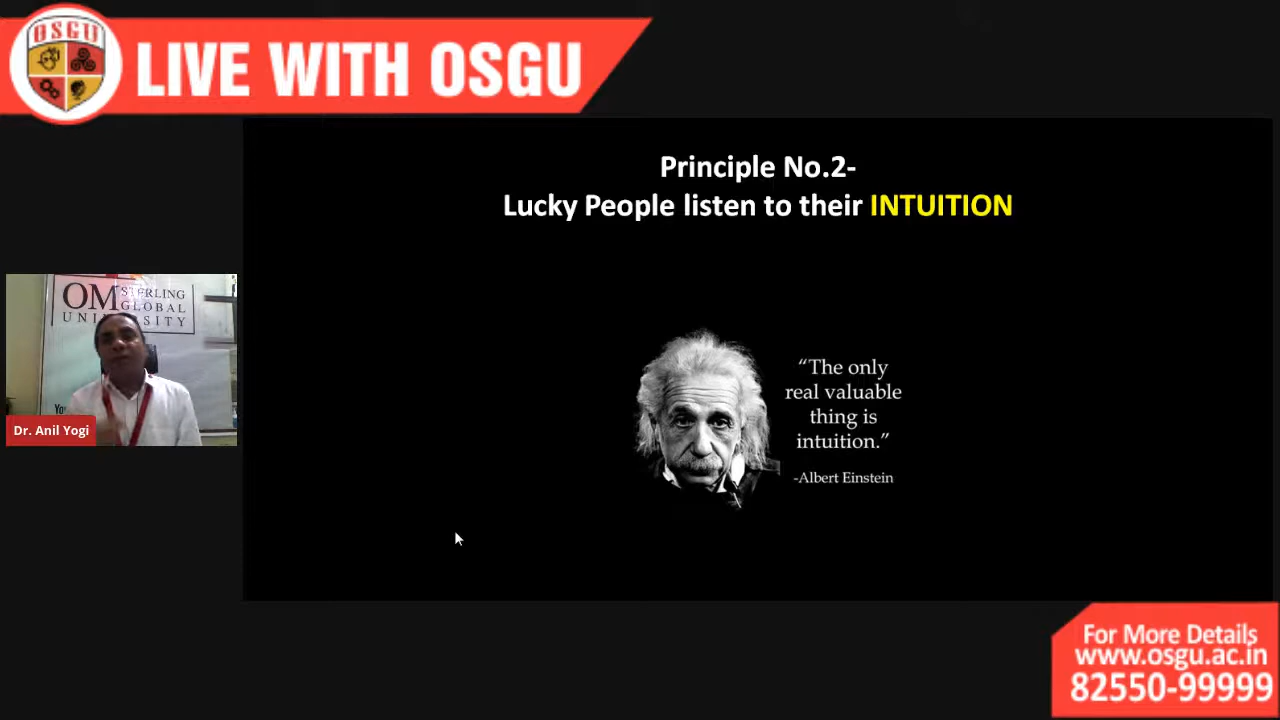 OSGU
LIVE WITH OSGU
Principle No.2-
Lucky People listen to their INTUITION
“The only
real valuable
thing is
intuition.”
-Albert Einstein
OM STERLING
GLOBAL
UNIVERSITY
Dr. Anil Yogi
For More Details
www.osgu.ac.in
82550-99999